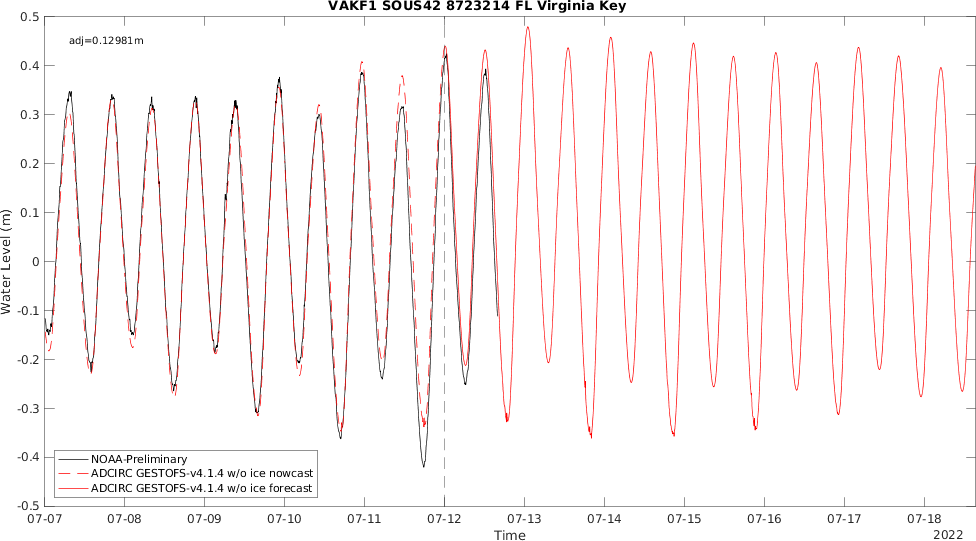 VAKF1 SOUS42 8723214 FL Virginia Key
0.5
adj=0.12981m
0.4
0.3
0.2
0.1
0
-0.1
-0.2
-0.3
-0.4
-0.5
Water Level (m)
NOAA-Preliminary
ADCIRC GESTOFS-v4.1.4 w/o ice nowcast
ADCIRC GESTOFS-v4.1.4 w/o ice forecast
07-07 07-08 07-09 07-10 07-11 07-12 07-13 07-14 07-15 07-16 07-17 07-18
Time
2022